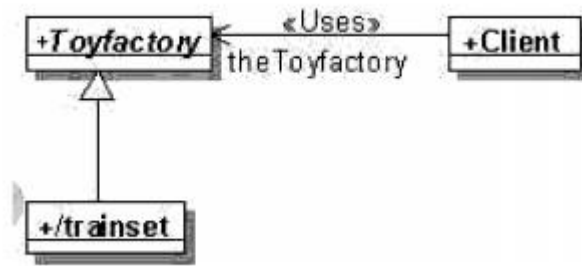 +Toyfactory
«Uses»
theToyfactory
+Client
+/trainset